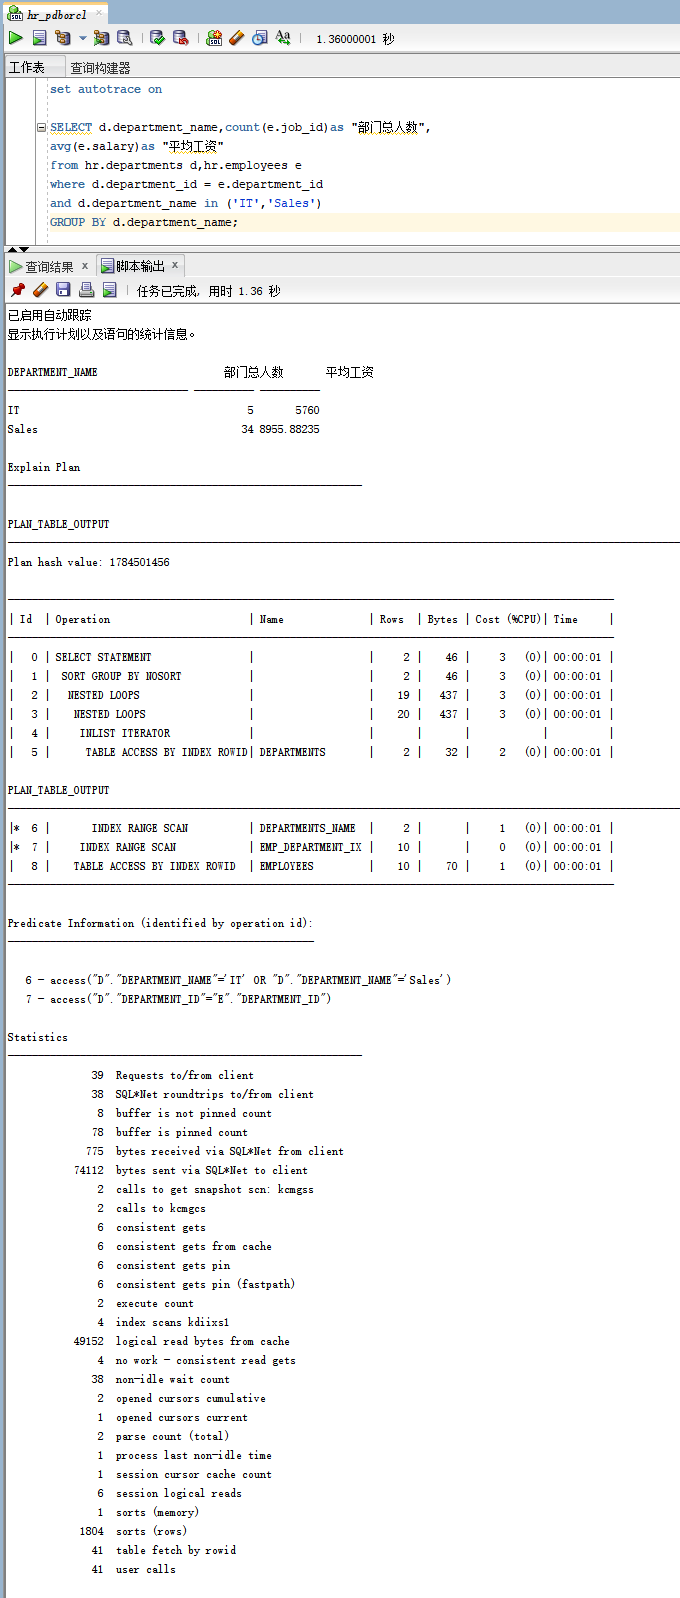 hr_pdborcl
1.36000001 秒
工作表 查询构建器
set autotrace on
SELECT d.department_name,count(e.job_id)as "部门总人数",
avg(e.salary)as "平均工资"
from hr.departments d,hr.employees e
where d.department_id = e.department_id
and d.department_name in ('IT','Sales')
GROUP BY d.department_name;
查询结果 x 脚本输出 x
任务已完成, 用时 1.36 秒
已启用自动跟踪
显示执行计划以及语句的统计信息。
DEPARTMENT_NAME 部门总人数 平均工资
------------------------------ ---------- ----------
IT 5 5760
Sales 34 8955.88235
Explain Plan
-----------------------------------------------------------
PLAN_TABLE_OUTPUT
Plan hash value: 1784501456
| Id | Operation | Name | Rows | Bytes | Cost (%CPU)| Time |
| 0 | SELECT STATEMENT | | 2 | 46 | 3 (0)| 00:00:01 |
| 1 | SORT GROUP BY NOSORT | | 2 | 46 | 3 (0)| 00:00:01 |
| 2 | NESTED LOOPS | | 19 | 437 | 3 (0)| 00:00:01 |
| 3 | NESTED LOOPS | | 20 | 437 | 3 (0)| 00:00:01 |
| 4 | INLIST ITERATOR | | | | | |
| 5 | TABLE ACCESS BY INDEX ROWID| DEPARTMENTS | 2 | 32 | 2 (0)| 00:00:01 |
PLAN_TABLE_OUTPUT
|* 6 | INDEX RANGE SCAN | DEPARTMENTS_NAME | 2 | | 1 (0)| 00:00:01 |
|* 7 | INDEX RANGE SCAN | EMP_DEPARTMENT_IX | 10 | | 0 (0)| 00:00:01 |
| 8 | TABLE ACCESS BY INDEX ROWID | EMPLOYEES | 10 | 70 | 1 (0)| 00:00:01 |
Predicate Information (identified by operation id):
6 - access("D"."DEPARTMENT_NAME"='IT' OR "D"."DEPARTMENT_NAME"='Sales')
7 - access("D"."DEPARTMENT_ID"="E"."DEPARTMENT_ID")
Statistics
-----------------------------------------------------------
39 Requests to/from client
38 SQL*Net roundtrips to/from client
8 buffer is not pinned count
78 buffer is pinned count
775 bytes received via SQL*Net from client
74112 bytes sent via SQL*Net to client
2 calls to get snapshot scn: kcmgss
2 calls to kcmgcs
6 consistent gets
6 consistent gets from cache
6 consistent gets pin
6 consistent gets pin (fastpath)
2 execute count
4 index scans kdiixs1
49152 logical read bytes from cache
4 no work - consistent read gets
38 non-idle wait count
2 opened cursors cumulative
1 opened cursors current
2 parse count (total)
1 process last non-idle time
1 session cursor cache count
6 session logical reads
1 sorts (memory)
1804 sorts (rows)
41 table fetch by rowid
41 user calls